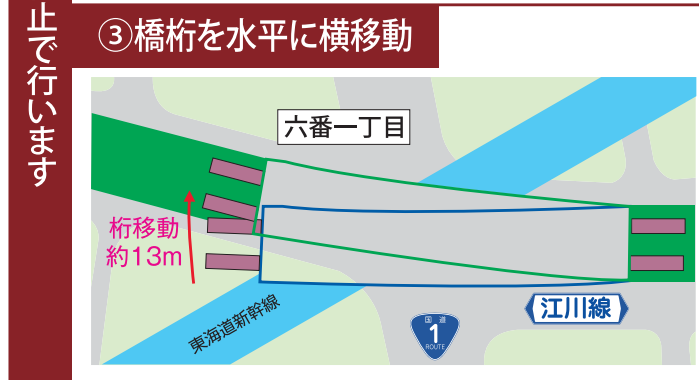 止で行います
③橋桁を水平に横移動
六番一丁目
桁移動
約13m
東海道新幹線
江川線
国道
1
ROUTE